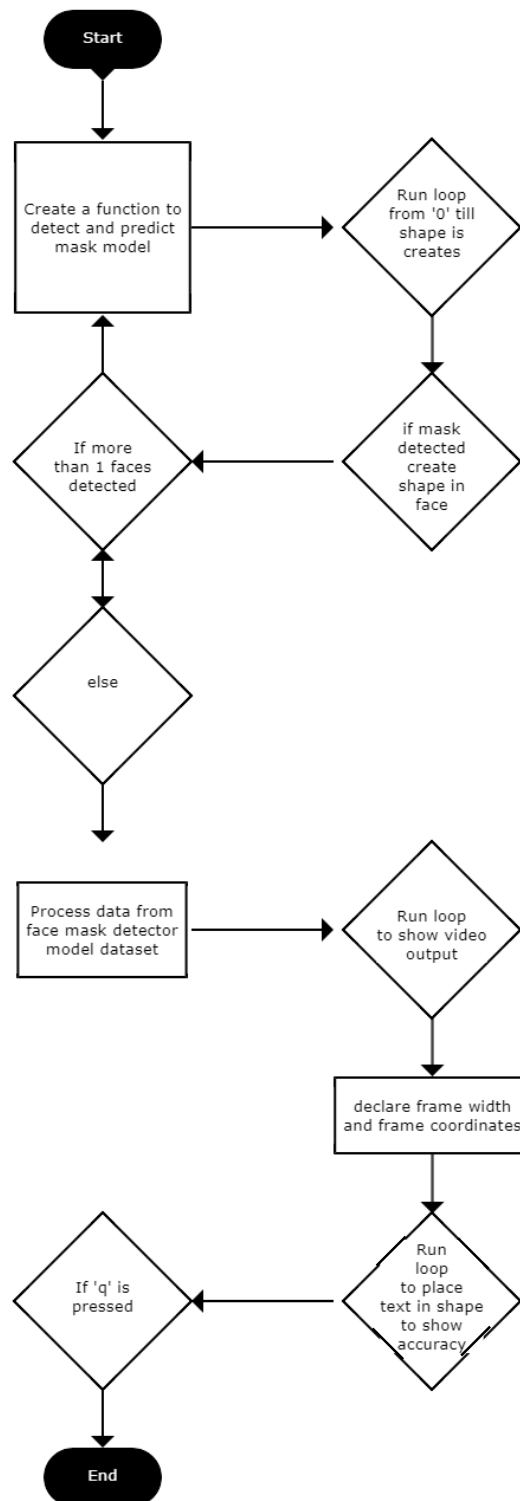 Start
Create a function to
detect and predict
mask model
Run loop
from '0' till
shape is
creates
if mask
detected
create
shape in
face
If more
than 1 faces
detected
else
Process data from
face mask detector
model dataset
Run loop
to show video
output
declare frame width
and frame coordinates
Run
loop
to place
text in shape
to show
accuracy
If 'q' is
pressed
End